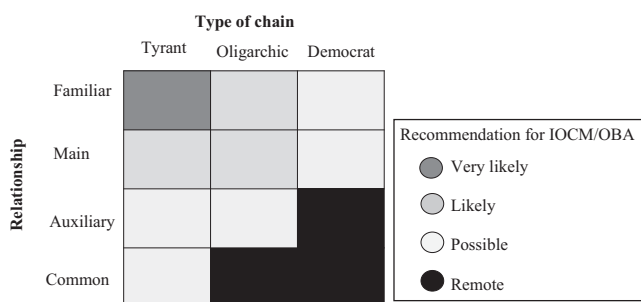 Type of chain
Tyrant Oligarchic Democrat
Relationship
Familiar
Main
Auxiliary
Common
Recommendation for IOCM/OBA
Very likely
Likely
Possible
Remote